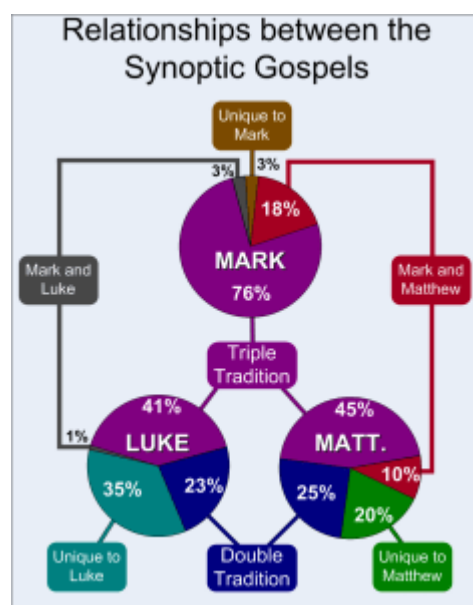 Relationships between the
Synoptic Gospels
Unique to
Mark
3%
3%
18%
MARK
76%
Mark and
Luke
Mark and
Matthew
Triple
Tradition
41%
45%
1%
LUKE
MATT.
35%
23%
25%
10%
20%
Unique to
Luke
Double
Tradition
Unique to
Matthew